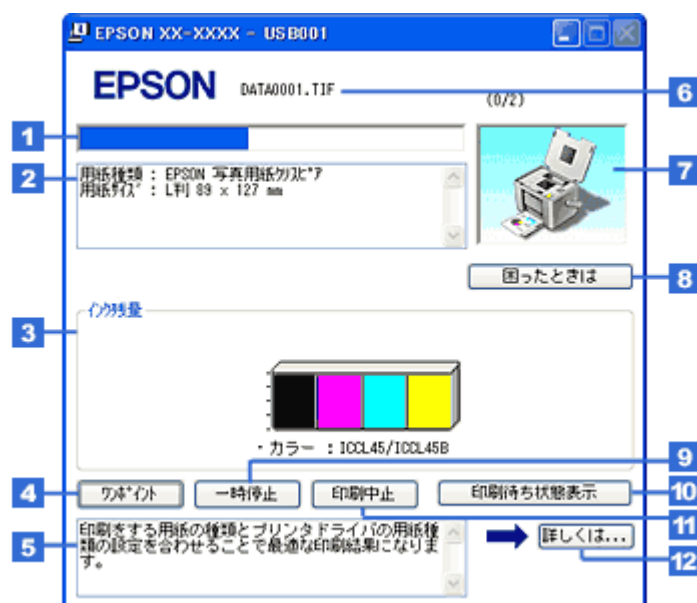 EPSON XX-XXXX - USB001
EPSON DATA0001.TIF
6
(0/2)
1
2
用紙種類 : EPSON 写真用紙クリスピア
用紙サイズ : L判 89 x 127 mm
7
困ったときは
8
インク残量
3
・カラー : ICCL45/ICCL45B
9
4
ワンポイント
一時停止
印刷中止
印刷待ち状態表示
10
11
5
印刷をする用紙の種類とプリンタドライバの用紙種
類の設定を合わせることで最適な印刷結果になりま
す。
詳しくは...
12